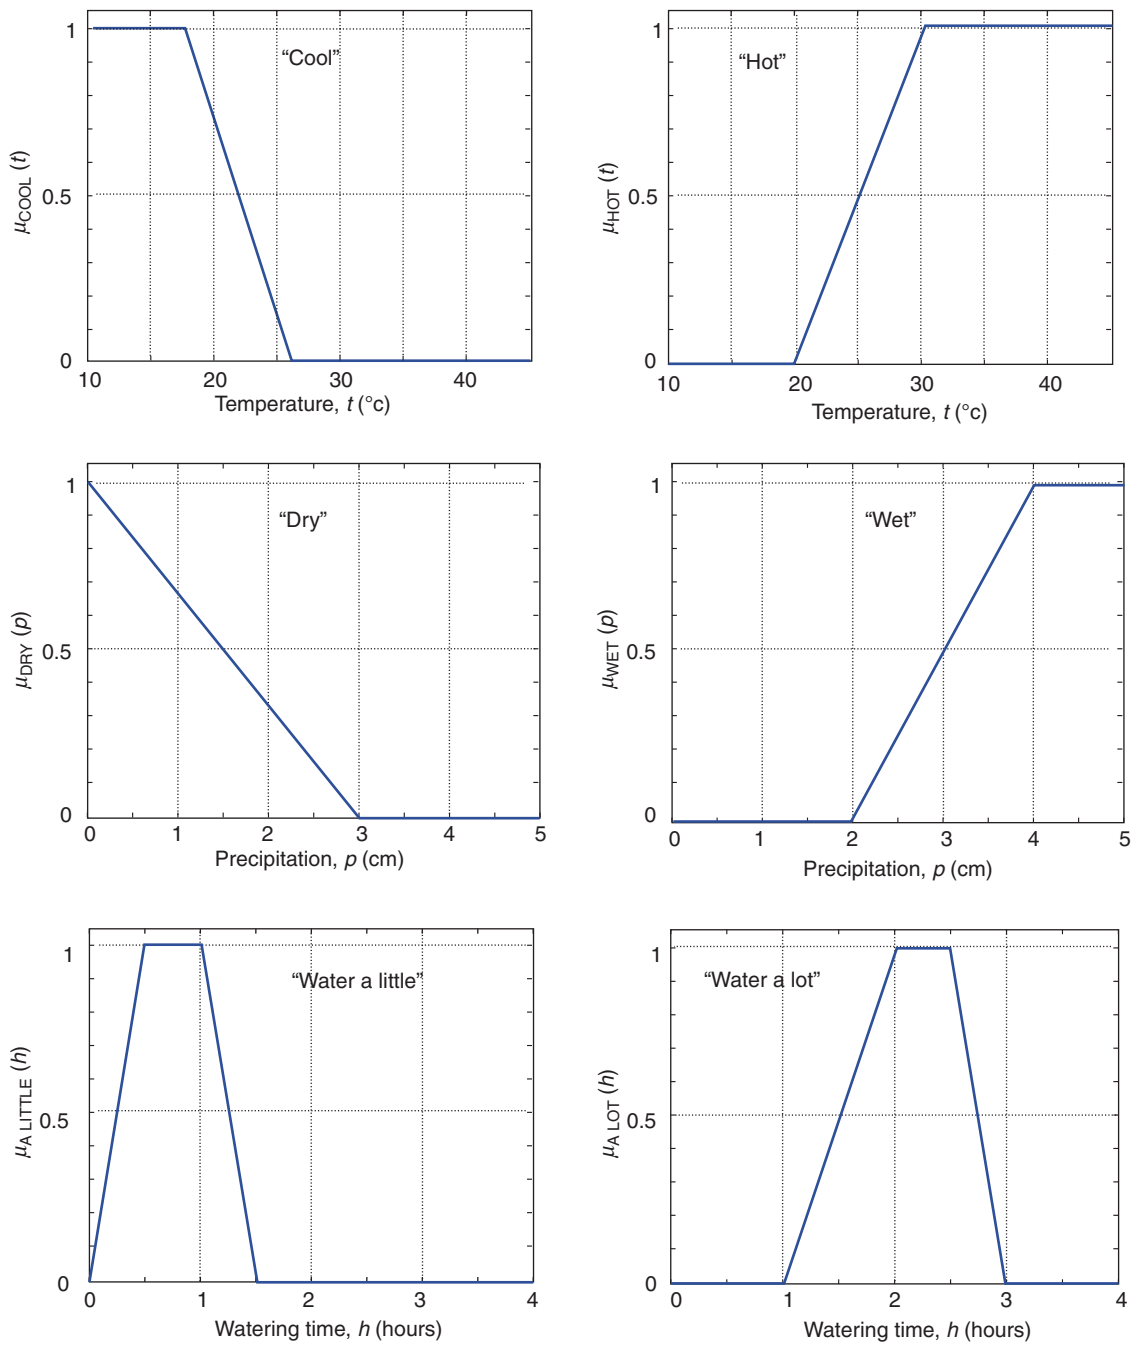 1
0.5
0
μCOOL (t)
“Cool”
10
20
30
40
Temperature, t (°c)
1
0.5
0
μHOT (t)
“Hot”
10
20
30
40
Temperature, t (°c)
1
0.5
0
μDRY (p)
“Dry”
0
1
2
3
4
5
Precipitation, p (cm)
1
0.5
0
μWET (p)
“Wet”
0
1
2
3
4
5
Precipitation, p (cm)
1
0.5
0
μA LITTLE (h)
“Water a little”
0
1
2
3
4
Watering time, h (hours)
1
0.5
0
μA LOT (h)
“Water a lot”
0
1
2
3
4
Watering time, h (hours)